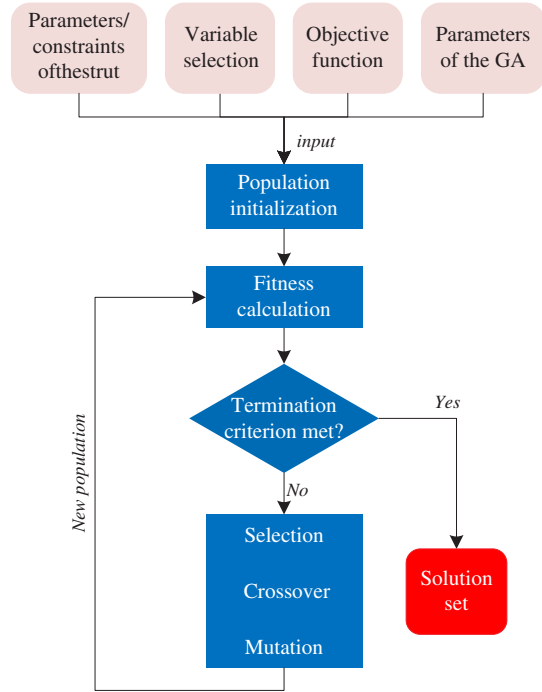 Parameters/
constraints
ofthestrut
Variable
selection
Objective
function
Parameters
of the GA
input
Population
initialization
Fitness
calculation
Termination
criterion met?
Yes
No
New population
Selection
Crossover
Mutation
Solution
set